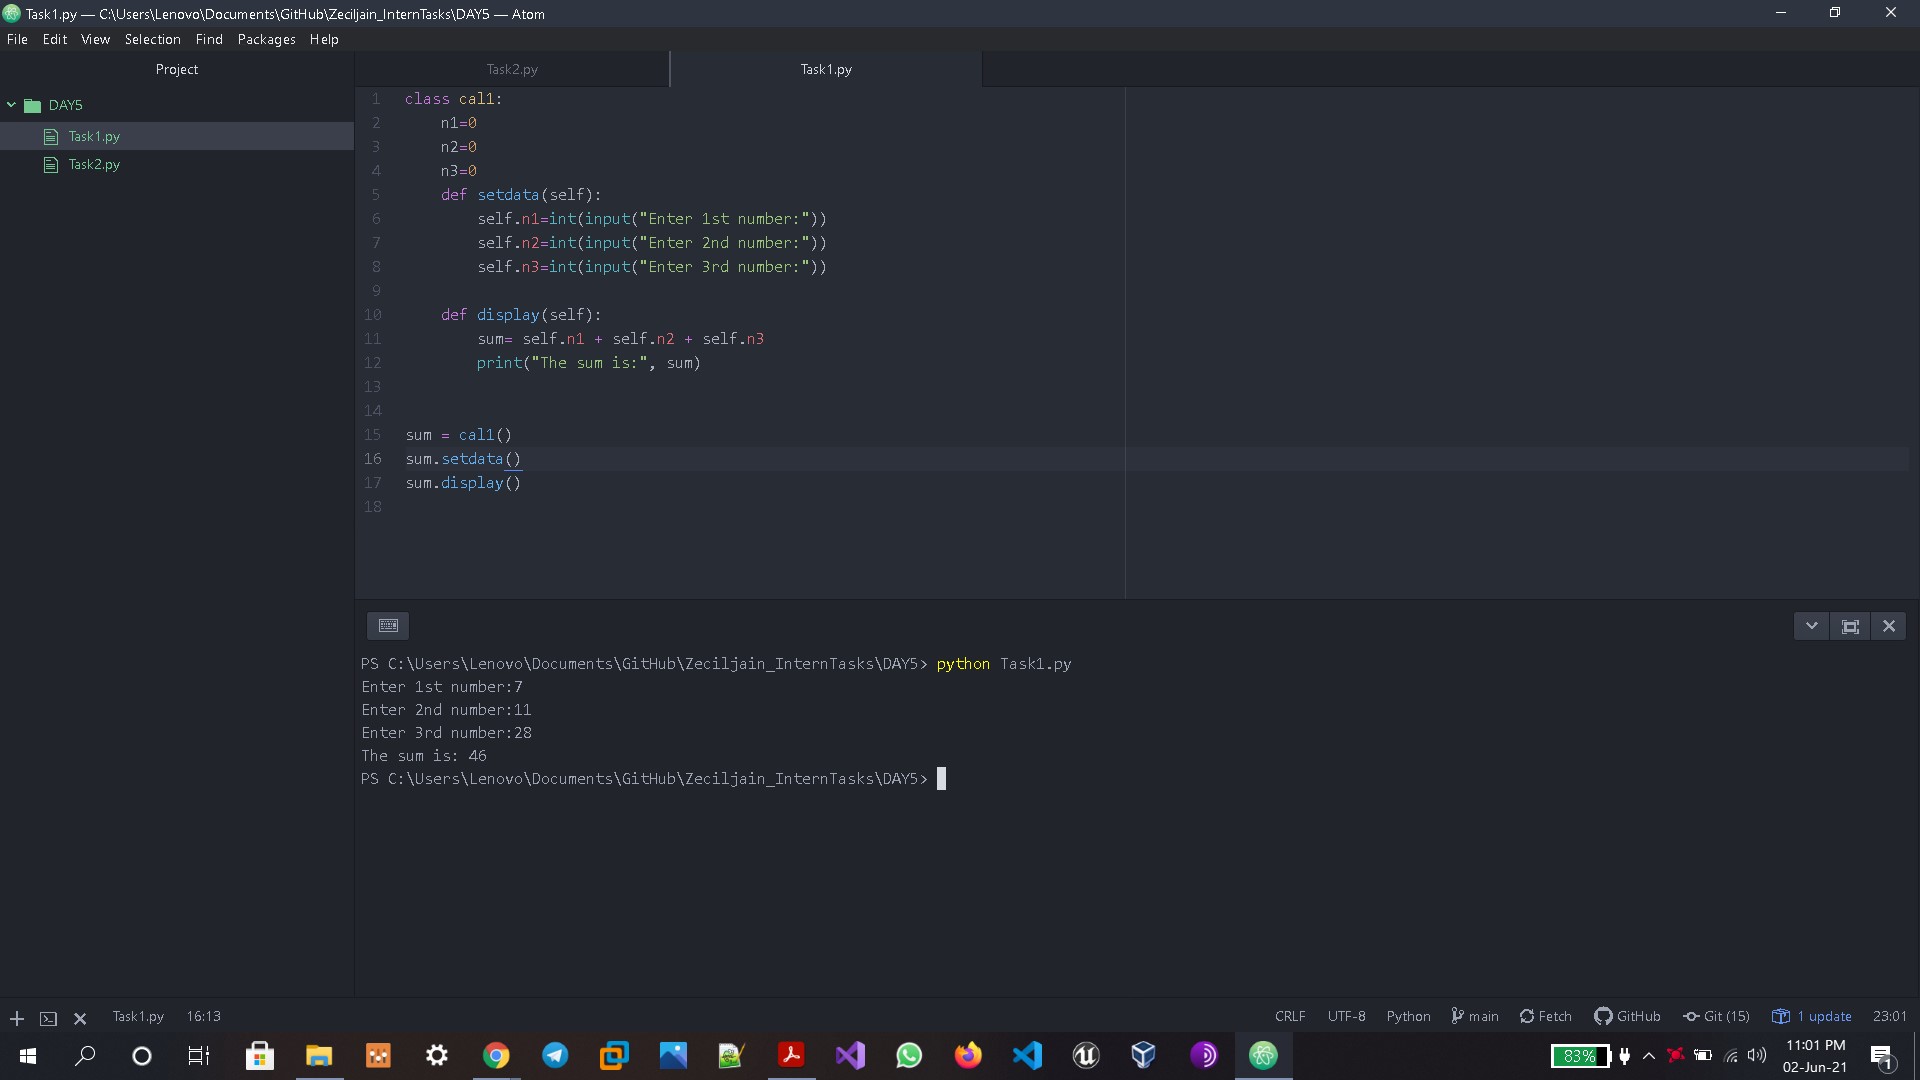 Task1.py — C:\Users\Lenovo\Documents\GitHub\Zeciljain_InternTasks\DAY5 — Atom
File Edit View Selection Find Packages Help
Project
DAY5
Task1.py
Task2.py
Task2.py Task1.py
1 class cal1:
2     n1=0
3     n2=0
4     n3=0
5     def setdata(self):
6         self.n1=int(input("Enter 1st number:"))
7         self.n2=int(input("Enter 2nd number:"))
8         self.n3=int(input("Enter 3rd number:"))
9
10     def display(self):
11         sum= self.n1 + self.n2 + self.n3
12         print("The sum is:", sum)
13
14
15 sum = cal1()
16 sum.setdata()
17 sum.display()
18
PS C:\Users\Lenovo\Documents\GitHub\Zeciljain_InternTasks\DAY5> python Task1.py
Enter 1st number:7
Enter 2nd number:11
Enter 3rd number:28
The sum is: 46
PS C:\Users\Lenovo\Documents\GitHub\Zeciljain_InternTasks\DAY5>
Task1.py 16:13 CRLF UTF-8 Python main Fetch GitHub Git (15) 1 update 23:01
83% 11:01 PM
02-Jun-21 1